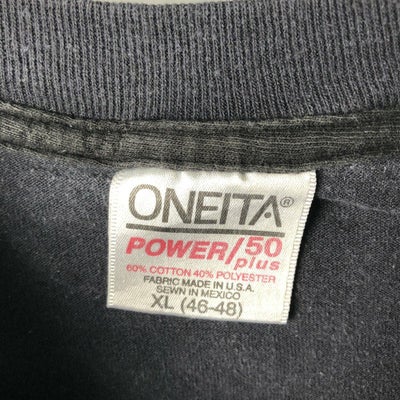 ONEITA®
POWER/50
plus
60% COTTON 40% POLYESTER
FABRIC MADE IN U.S.A.
SEWN IN MEXICO
XL (46-48)